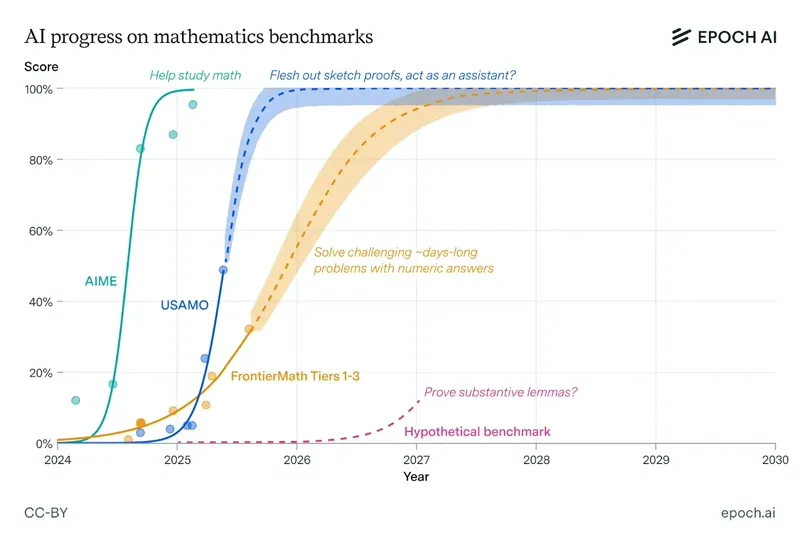 AI progress on mathematics benchmarks
EPOCH AI
Score
Help study math
Flesh out sketch proofs, act as an assistant?
100%
80%
60%
40%
20%
0%
AIME
USAMO
Solve challenging ~days-long
problems with numeric answers
FrontierMath Tiers 1-3
Prove substantive lemmas?
Hypothetical benchmark
2024
2025
2026
2027
2028
2029
2030
Year
CC-BY
epoch.ai